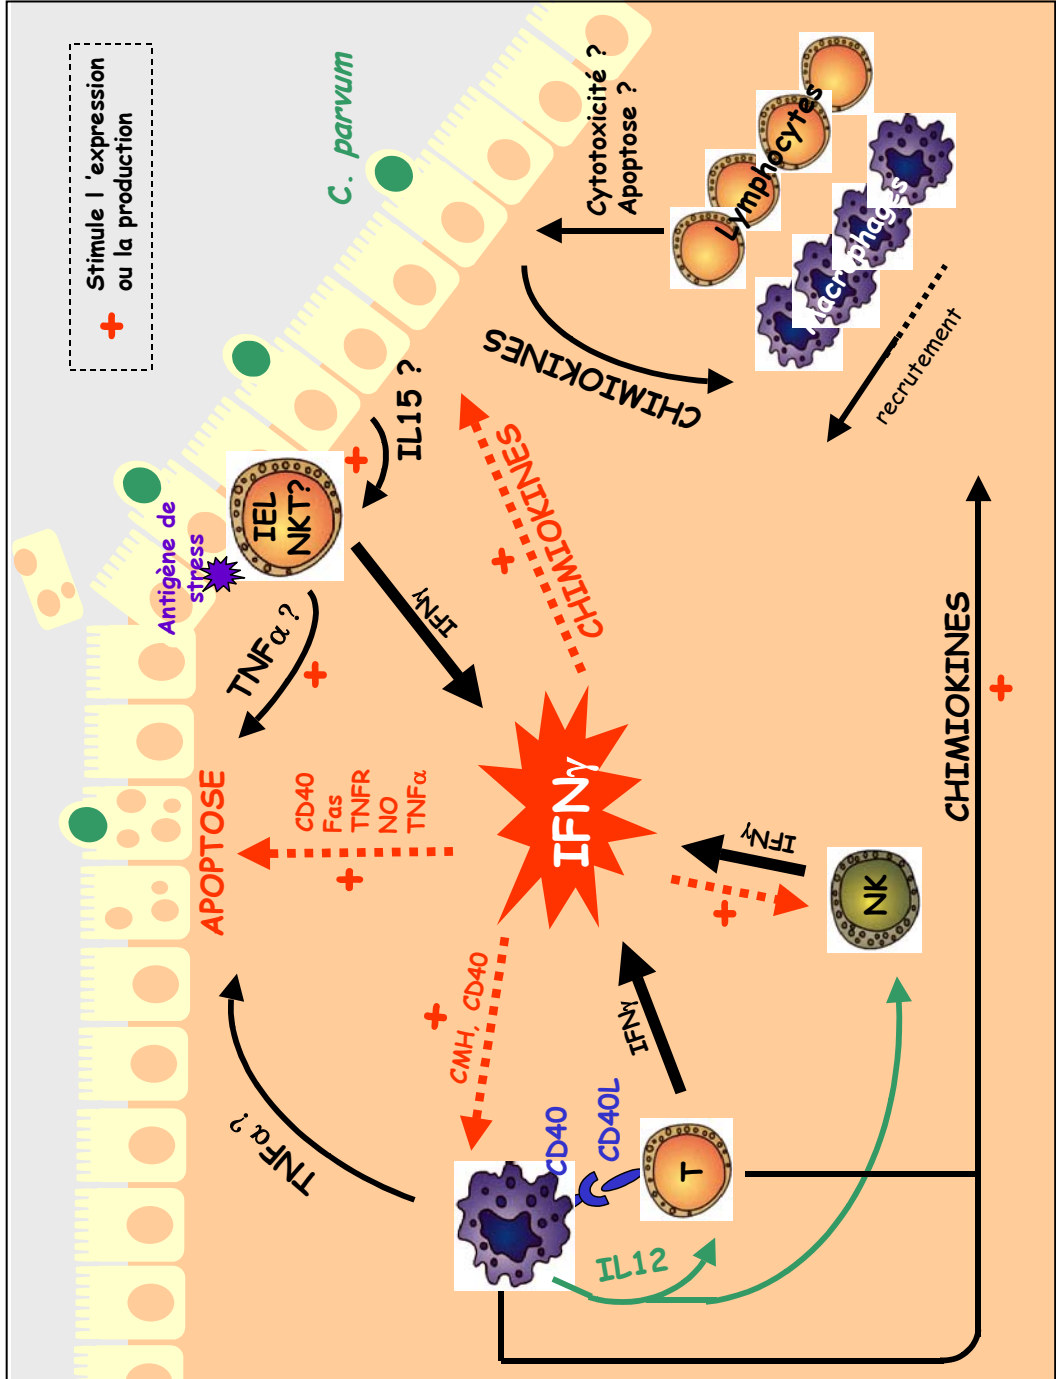 Stimule l 'expression
ou la production
C. parvum
Antigène de
stress
IEL
NKT?
IL15 ?
TNFα ?
IFNγ
APOPTOSE
CD40
Fas
TNFR
NO
TNFα
IFNγ
CHIMIOKINES
CHIMIOKINES
Cytotoxicité ?
Apoptose ?
Lymphocytes
Macrophages
recrutement
TNFα ?
CMH, CD40
CD40
CD40L
T
IL12
IFNγ
IFNγ
NK
CHIMIOKINES